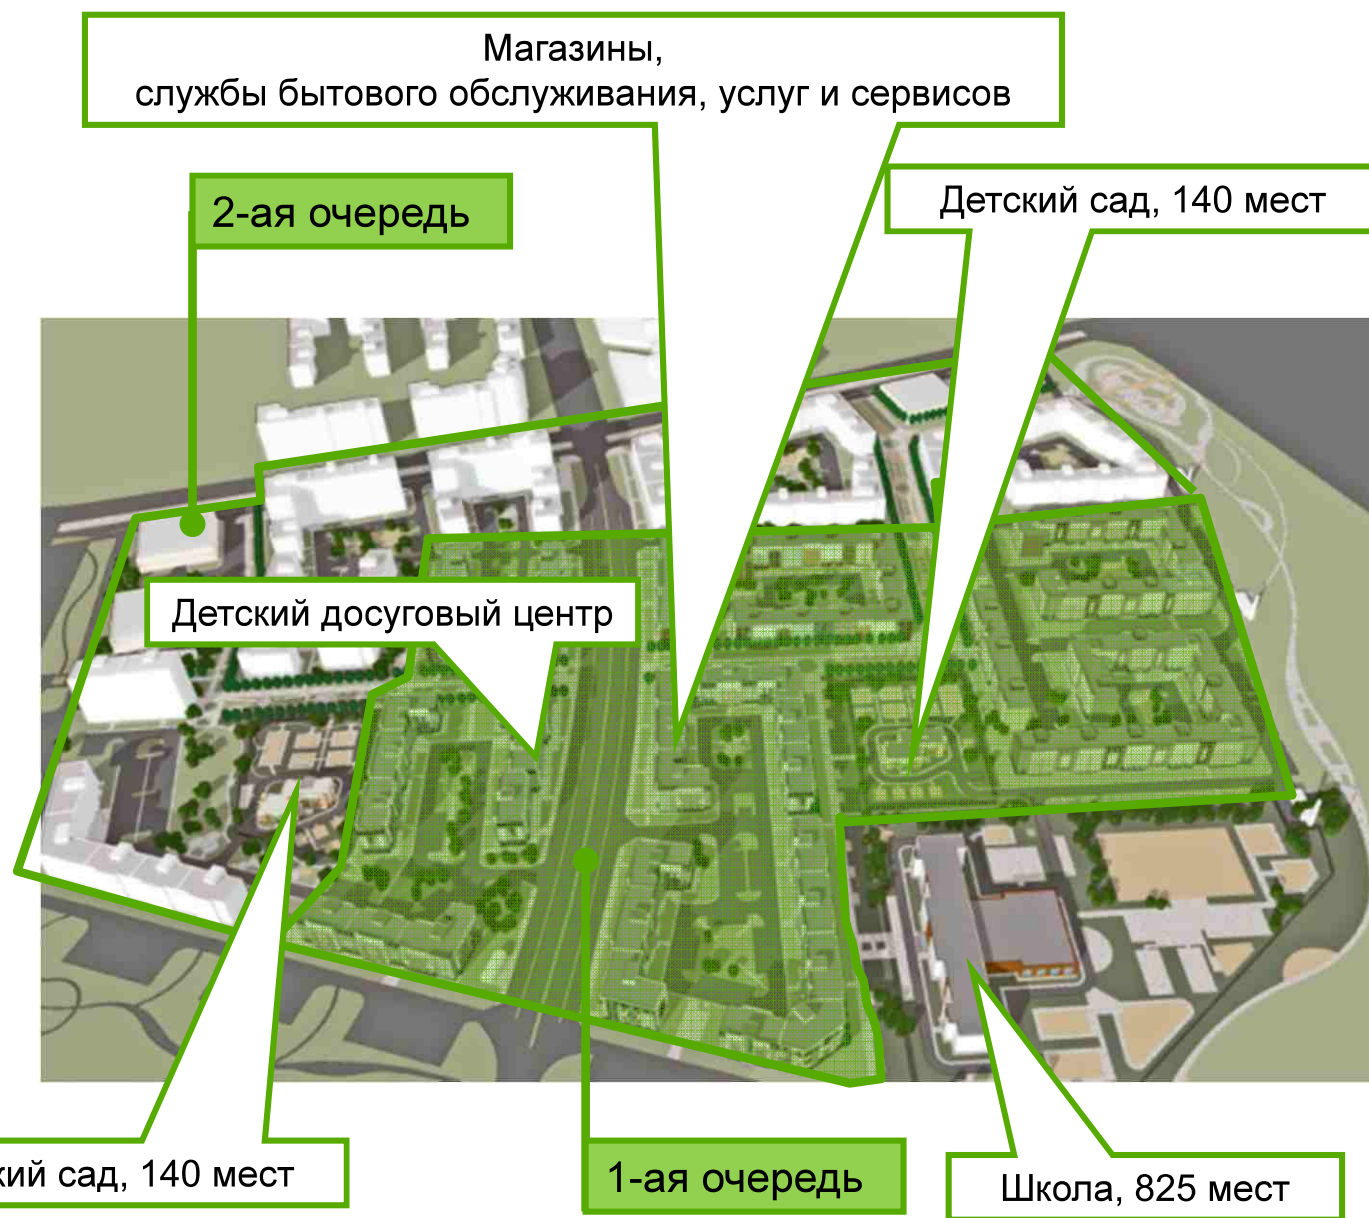 Магазины,
службы бытового обслуживания, услуг и сервисов
2-ая очередь
Детский сад, 140 мест
Детский досуговый центр
сад, 140 мест
1-ая очередь
Школа, 825 мест